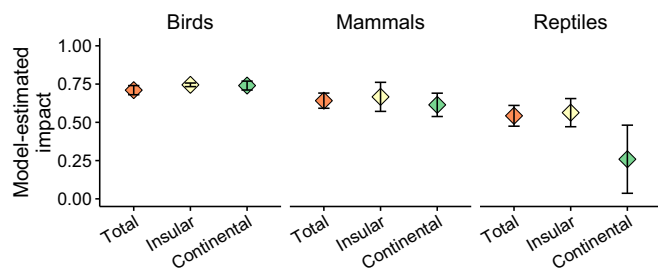 Birds
Mammals
Reptiles
Model-estimated
impact
1.00
0.75
0.50
0.25
0.00
Total
Insular
Continental
Total
Insular
Continental
Total
Insular
Continental